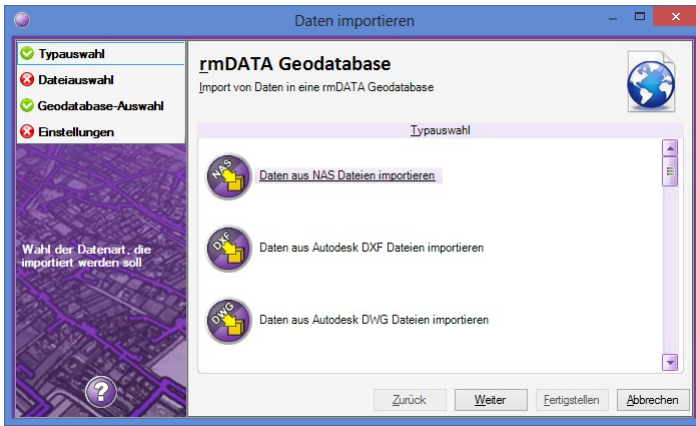 Daten importieren
Typauswahl
Dateiauswahl
Geodatabase-Auswahl
Einstellungen
Wahl der Datenart, die
importiert werden soll
?
rmDATA Geodatabase
Import von Daten in eine rmDATA Geodatabase
Typauswahl
NAS
Daten aus NAS Dateien importieren
DXF
Daten aus Autodesk DXF Dateien importieren
DWG
Daten aus Autodesk DWG Dateien importieren
Zurück
Weiter
Fertigstellen
Abbrechen